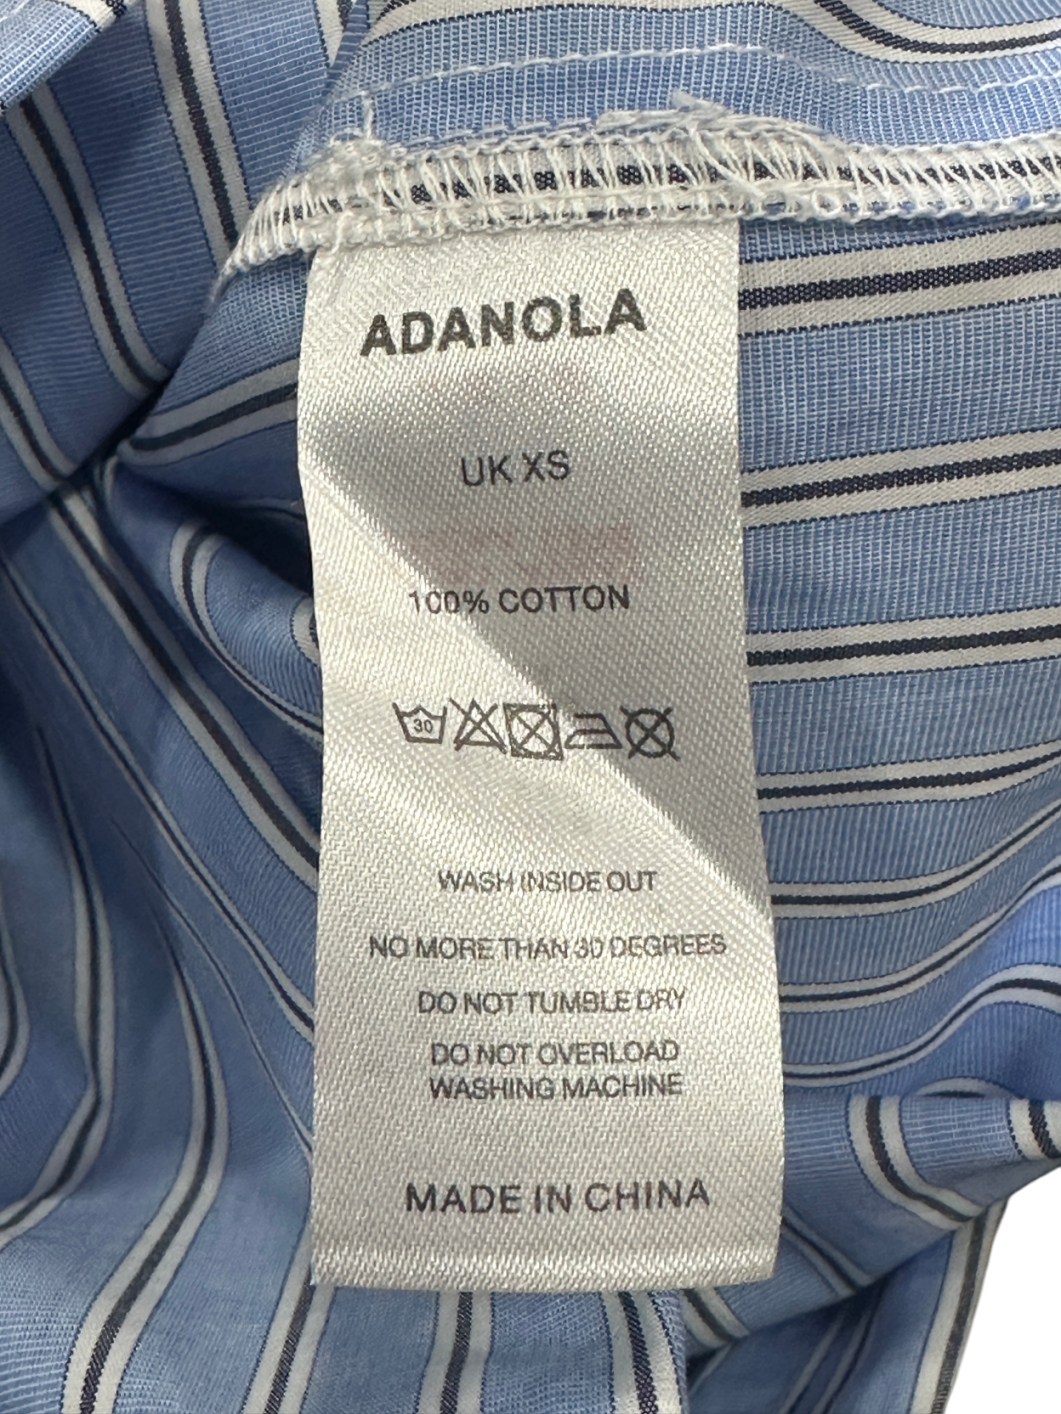 ADANOLA
UK XS
100% COTTON
30
WASH INSIDE OUT
NO MORE THAN 30 DEGREES
DO NOT TUMBLE DRY
DO NOT OVERLOAD
WASHING MACHINE
MADE IN CHINA